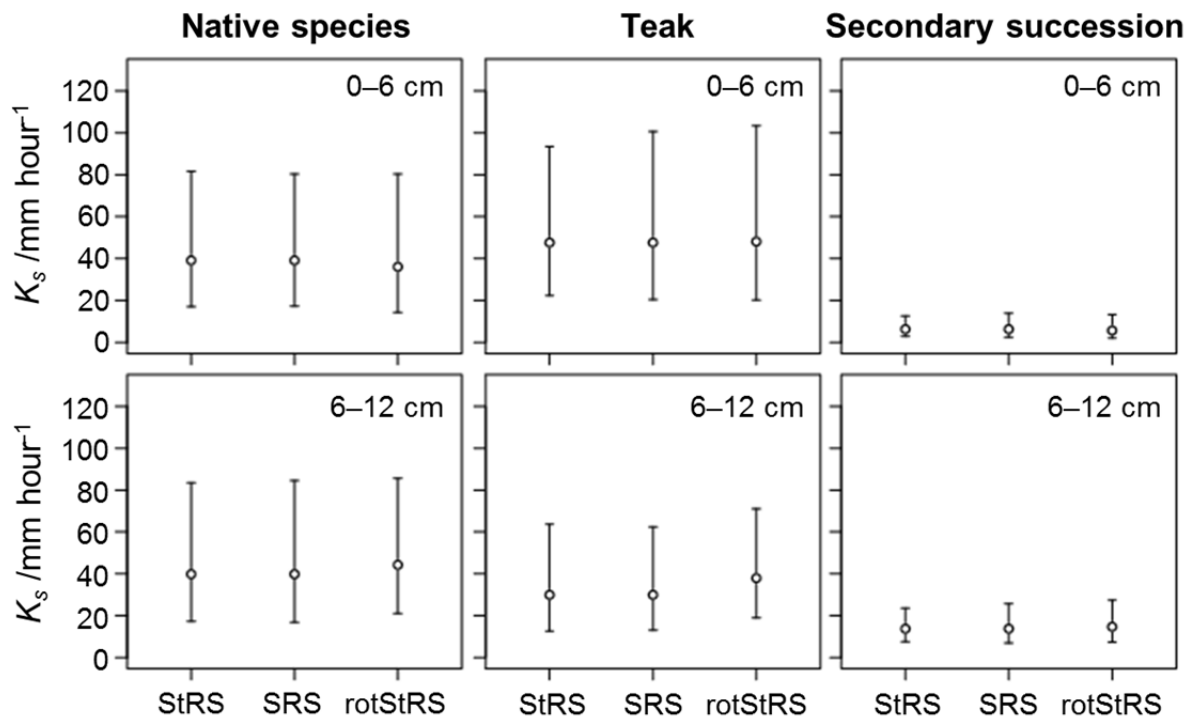 Native species Teak Secondary succession
0–6 cm 0–6 cm 0–6 cm
Kₛ /mm hour⁻¹
120
100
80
60
40
20
0
6–12 cm 6–12 cm 6–12 cm
Kₛ /mm hour⁻¹
120
100
80
60
40
20
0
StRS SRS rotStRS StRS SRS rotStRS StRS SRS rotStRS